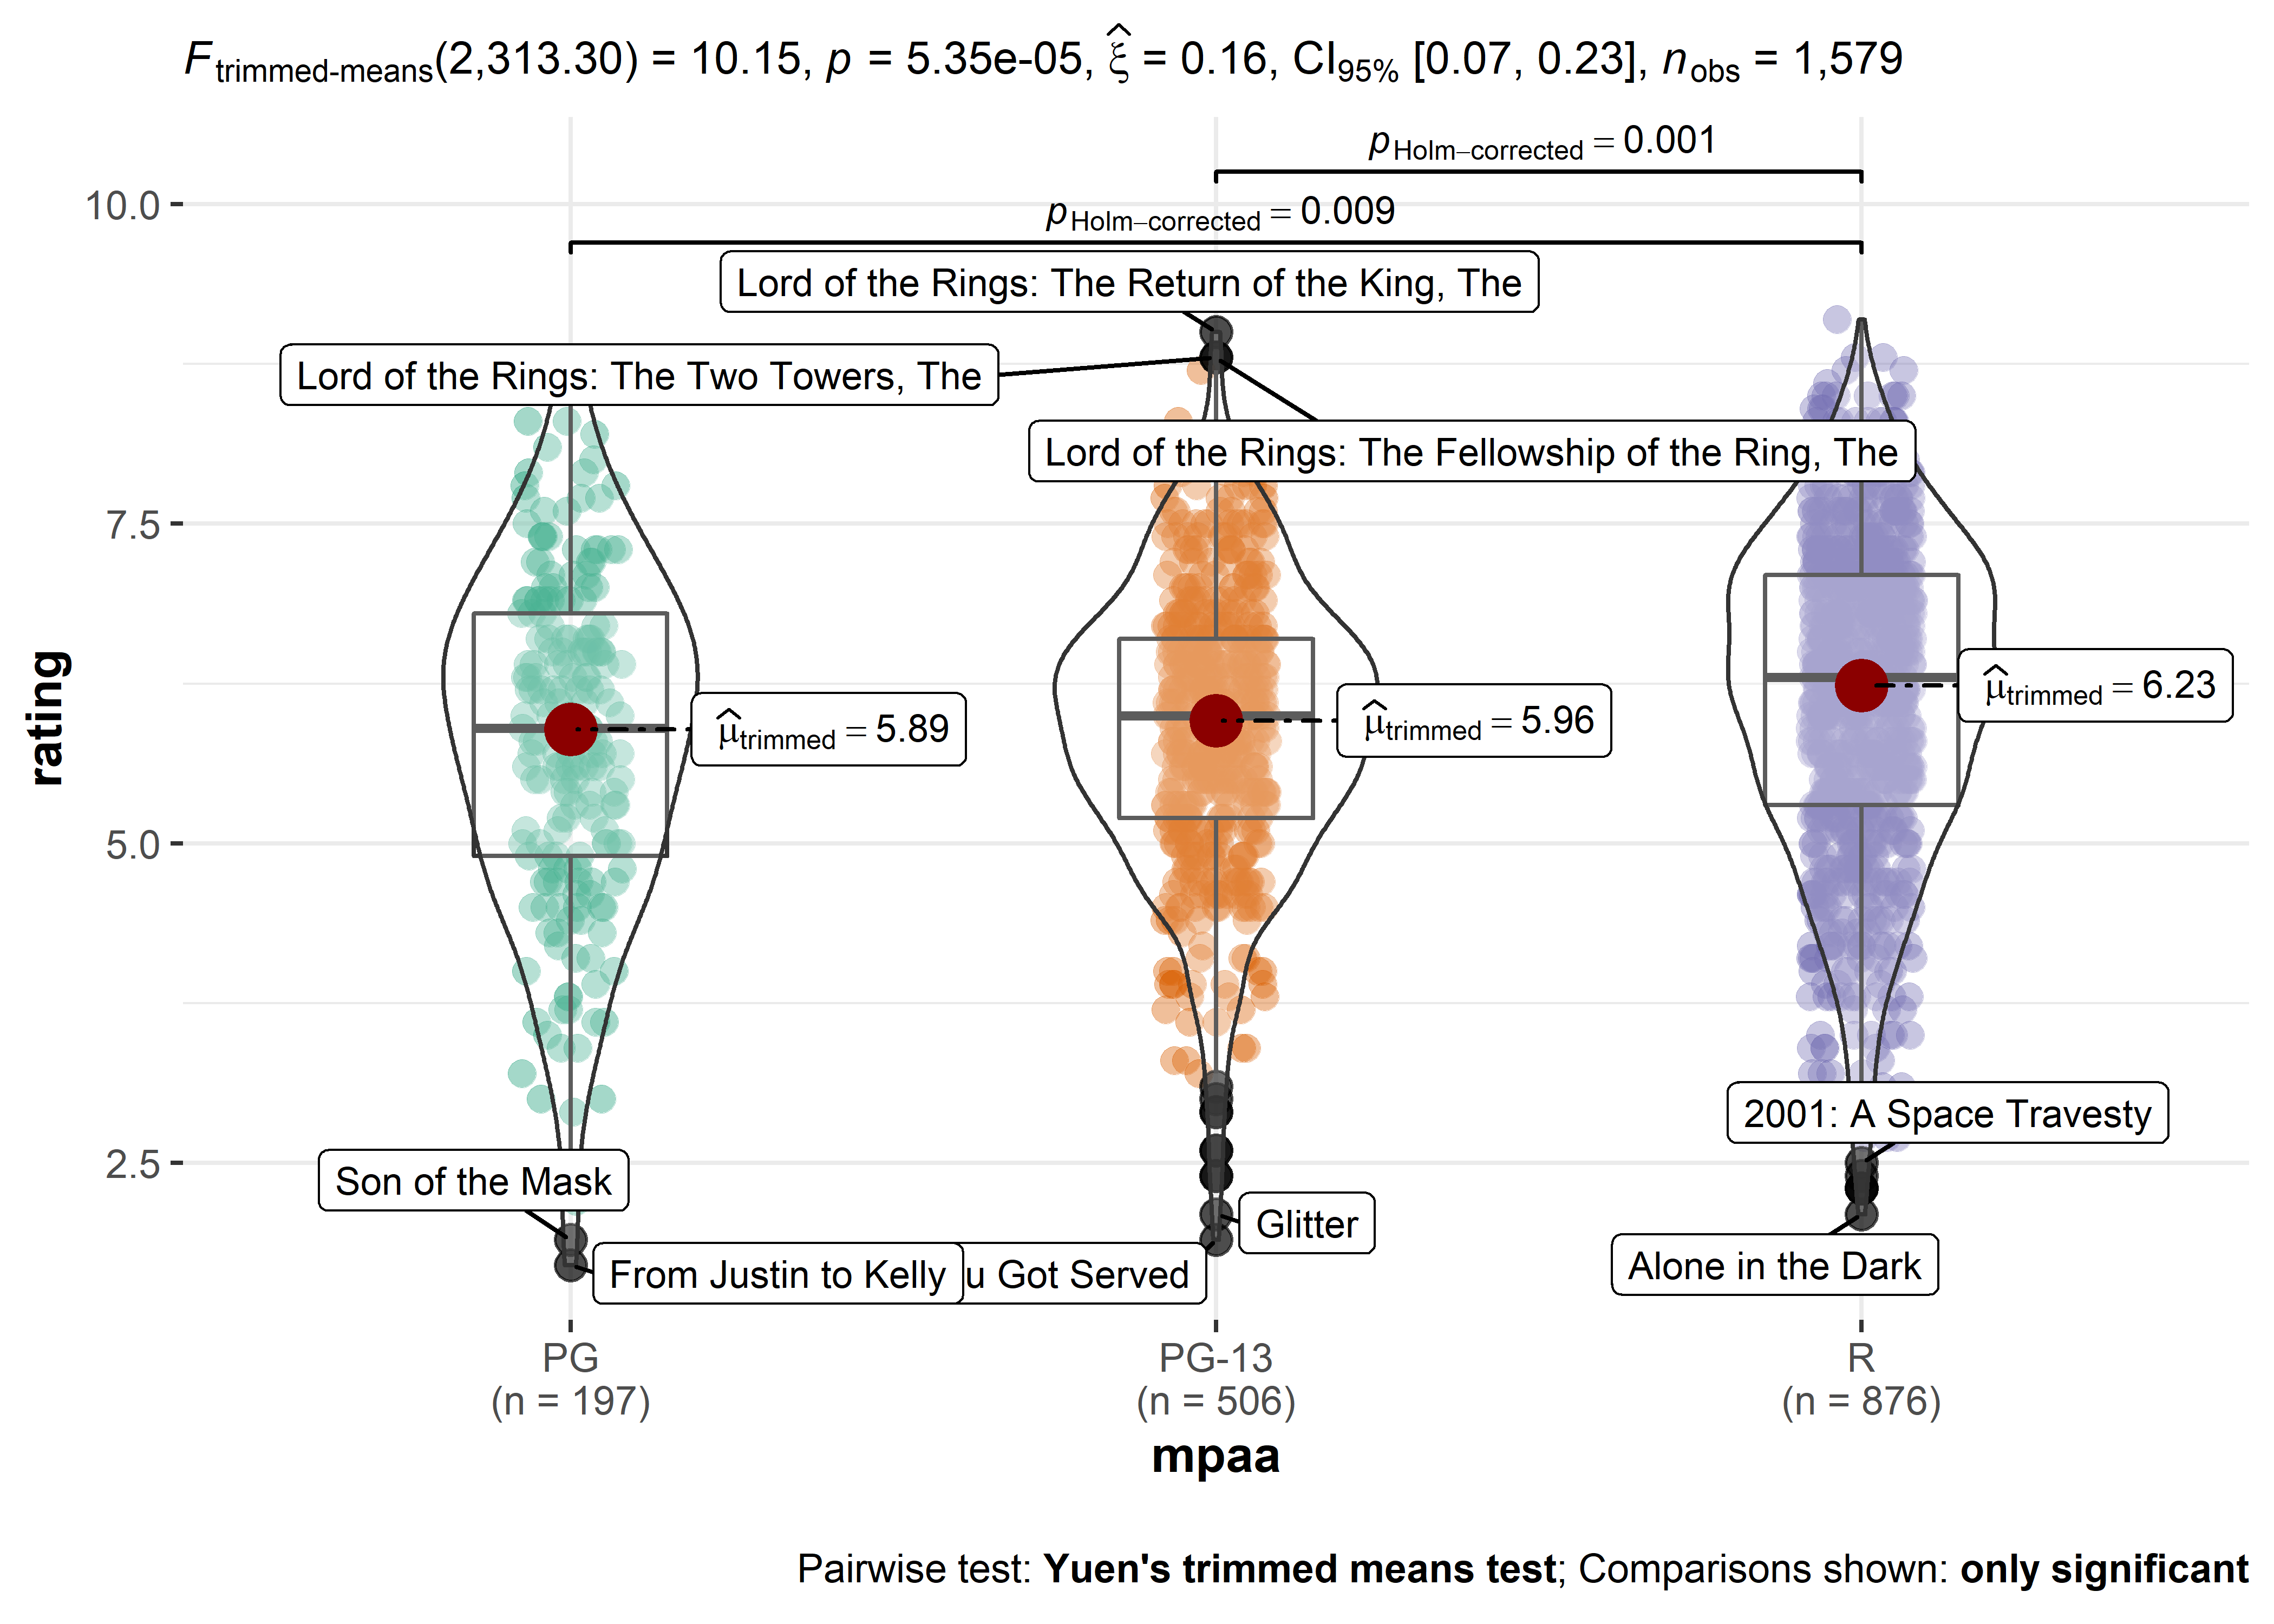 F trimmed-means(2,313.30) = 10.15, p = 5.35e-05, ξ̂ = 0.16, CI95% [0.07, 0.23], nobs = 1,579
pHolm−corrected = 0.001
10.0
pHolm−corrected = 0.009
Lord of the Rings: The Return of the King, The
Lord of the Rings: The Two Towers, The
Lord of the Rings: The Fellowship of the Ring, The
7.5
rating
μ̂trimmed = 5.89
μ̂trimmed = 5.96
μ̂trimmed = 6.23
5.0
2001: A Space Travesty
2.5
Son of the Mask
Glitter
From Justin to Kelly
u Got Served
Alone in the Dark
PG
(n = 197)
PG-13
(n = 506)
R
(n = 876)
mpaa
Pairwise test: Yuen's trimmed means test; Comparisons shown: only significant